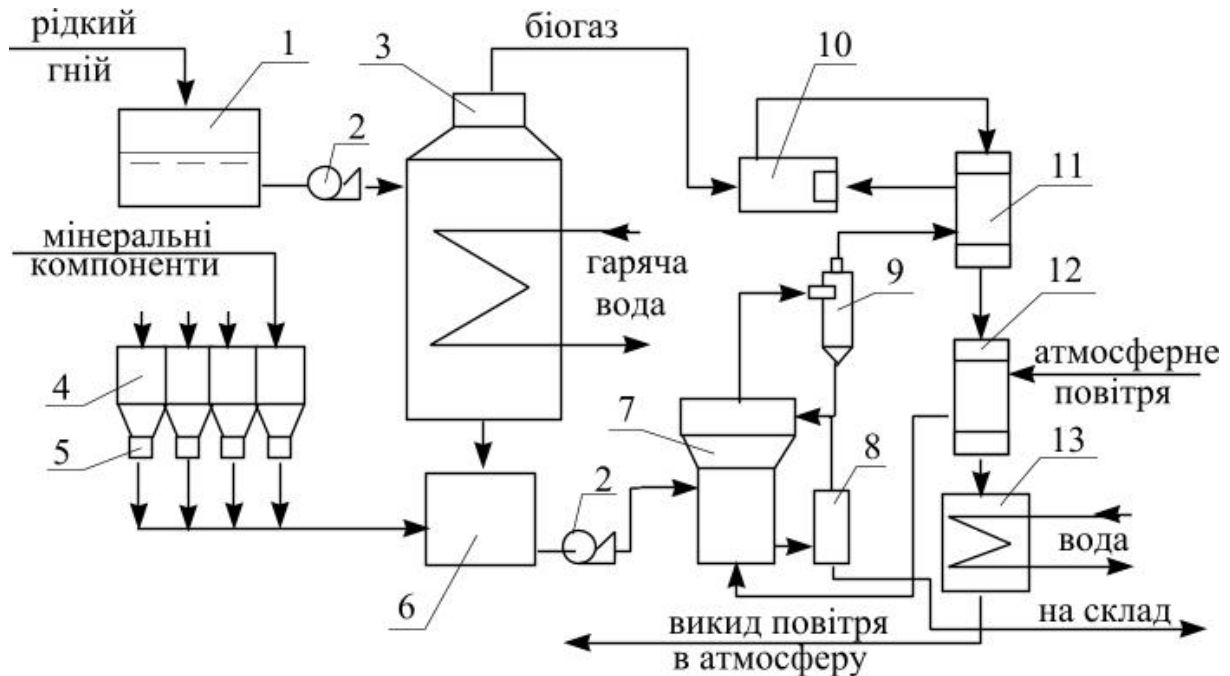 рідкий
гній
1
2
3
біогаз
10
11
мінеральні
компоненти
гаряча
вода
9
12
атмосферне
повітря
4
5
7
8
13
2
6
вода
викид повітря
в атмосферу
на склад